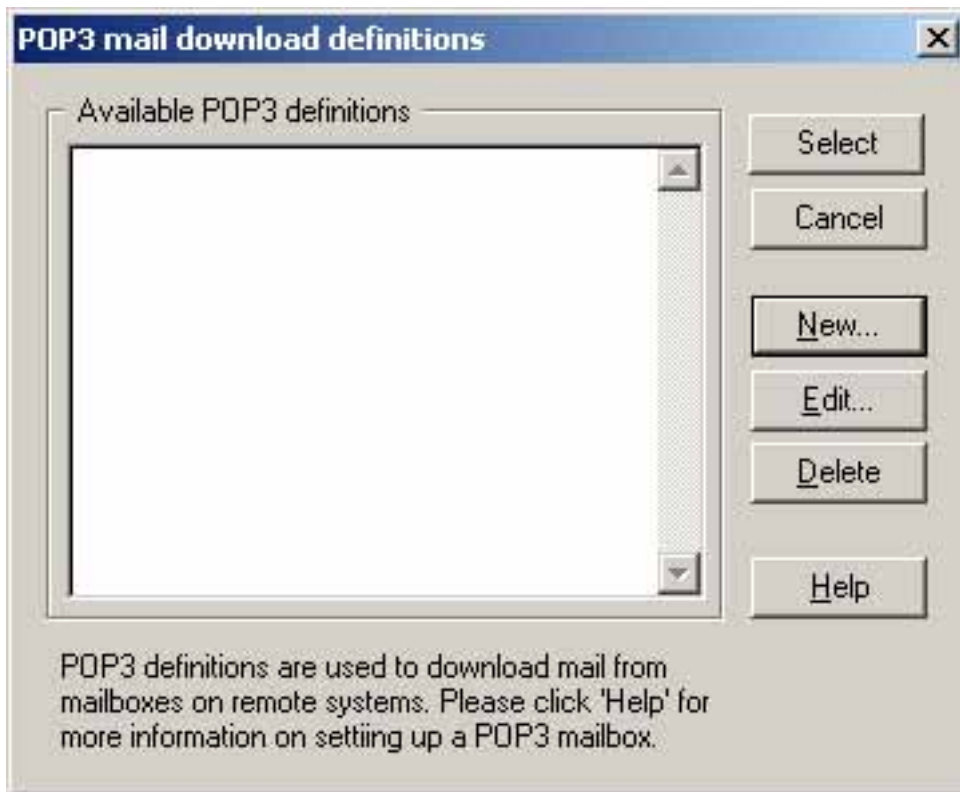 POP3 mail download definitions
Available POP3 definitions
Select
Cancel
New...
Edit...
Delete
Help
POP3 definitions are used to download mail from
mailboxes on remote systems. Please click 'Help' for
more information on settiing up a POP3 mailbox.